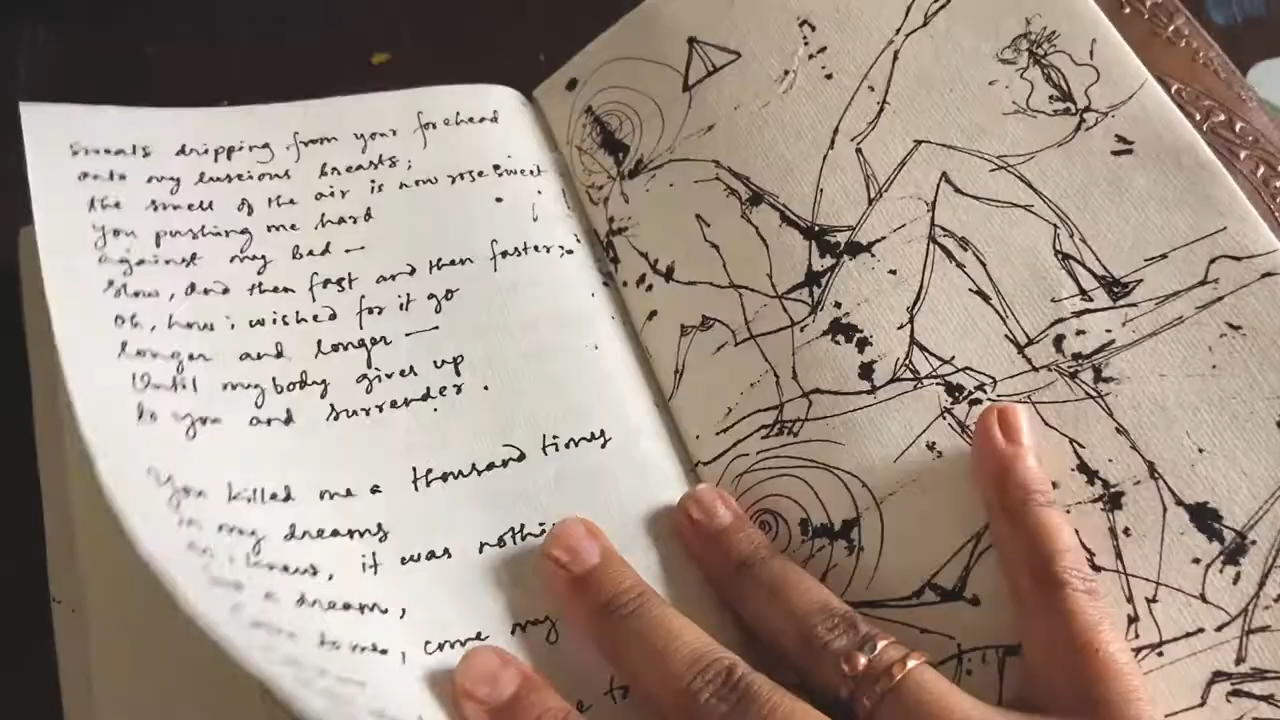 Sweats dripping from your forehead
onto my luscious breasts;
the smell of the air is now rose sweet
You pushing me hard
against my bed —
slow, and then fast and then faster;
Oh, how i wished for it go
longer and longer —
Until my body gives up
to you and surrender.
You killed me a thousand times
in my dreams
knew, it was
a dream,
to me, come my
to